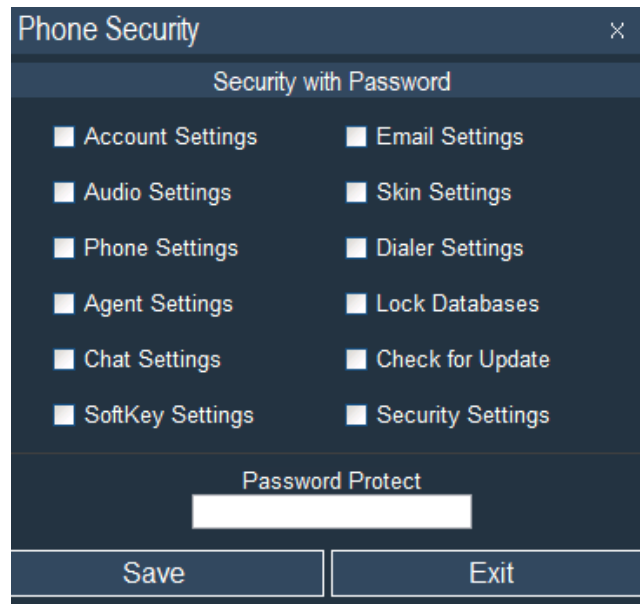 Phone Security
Security with Password
Account Settings Email Settings
Audio Settings Skin Settings
Phone Settings Dialer Settings
Agent Settings Lock Databases
Chat Settings Check for Update
SoftKey Settings Security Settings
Password Protect
Save Exit